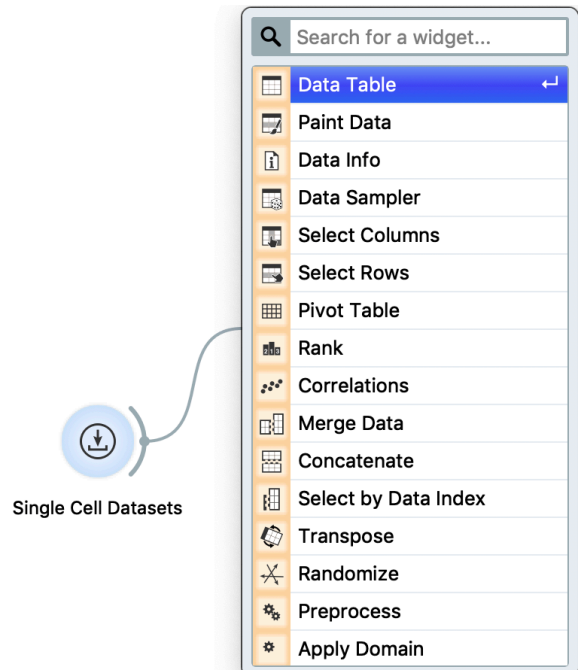 Search for a widget...
Data Table
Paint Data
Data Info
Data Sampler
Select Columns
Select Rows
Pivot Table
Rank
Correlations
Merge Data
Concatenate
Select by Data Index
Transpose
Randomize
Preprocess
Apply Domain
Single Cell Datasets